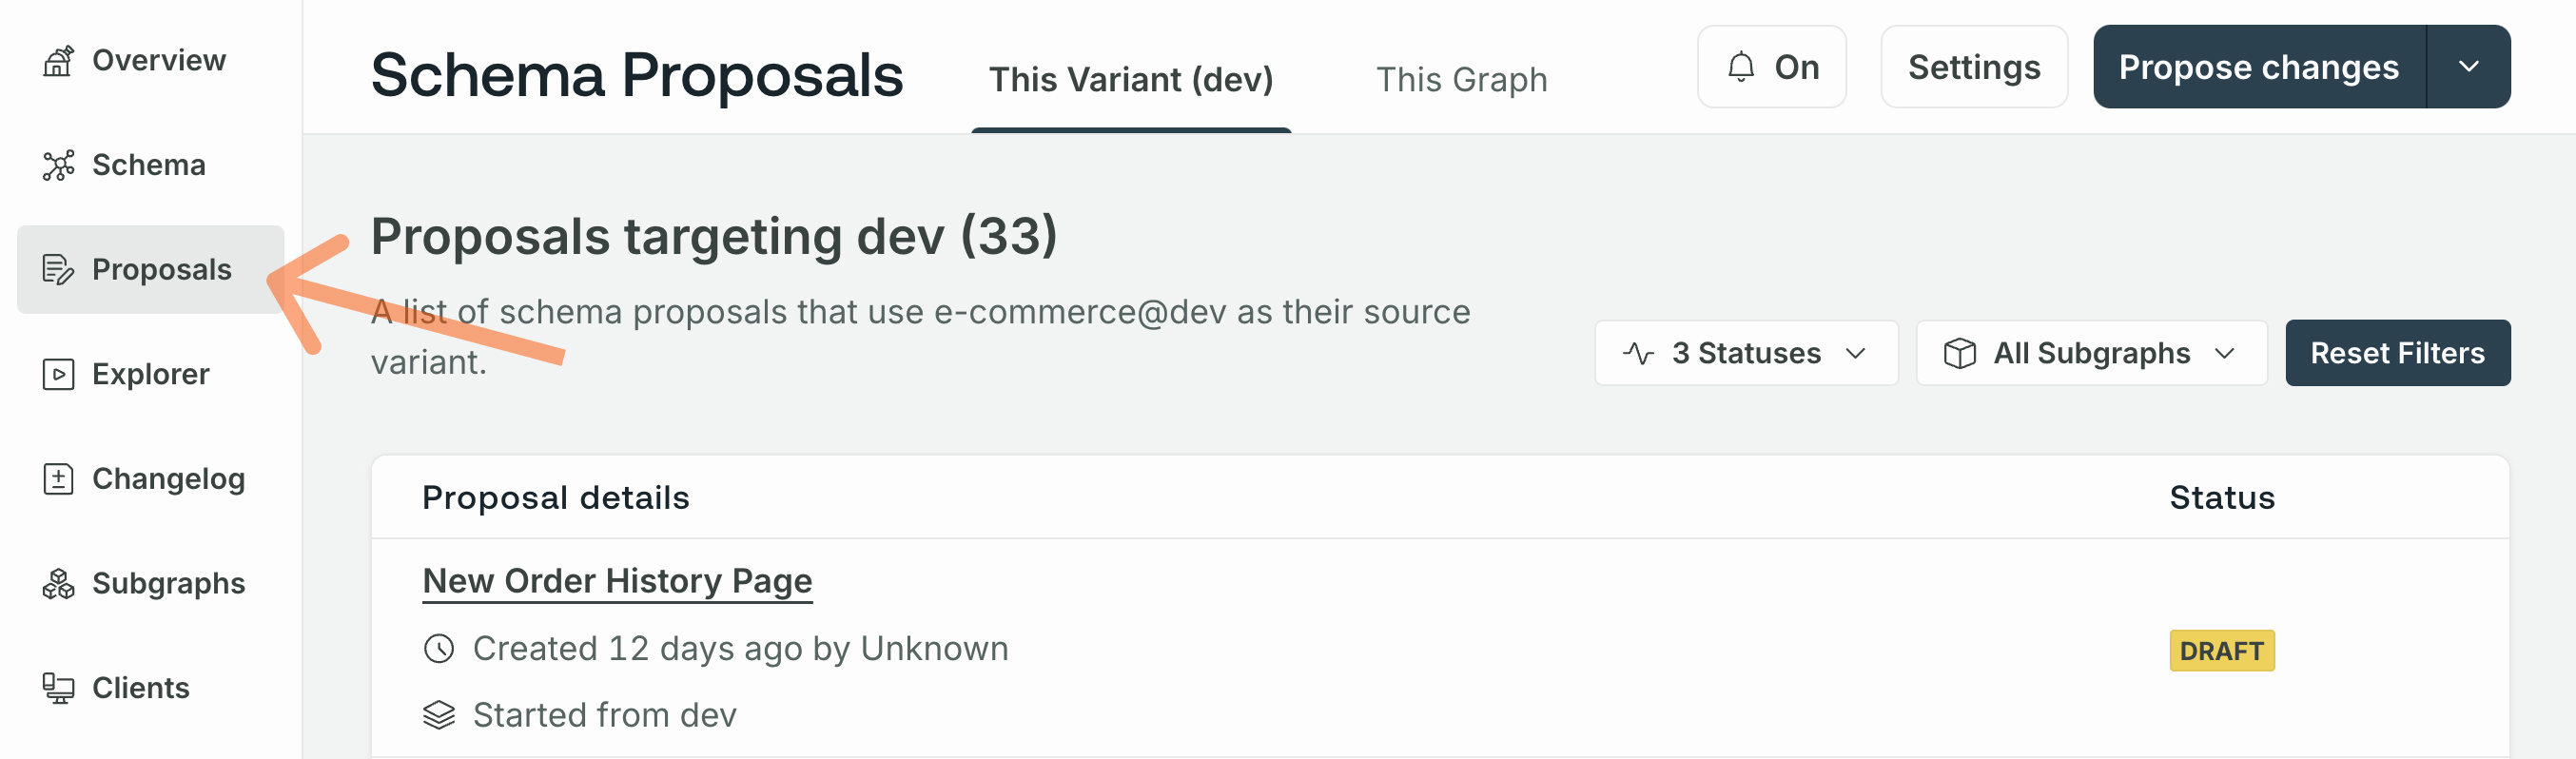 Overview
Schema
Proposals
Explorer
Changelog
Subgraphs
Clients
Schema Proposals
This Variant (dev)
This Graph
On
Settings
Propose changes
Proposals targeting dev (33)
A list of schema proposals that use e-commerce@dev as their source
variant.
3 Statuses
All Subgraphs
Reset Filters
Proposal details
Status
New Order History Page
Created 12 days ago by Unknown
DRAFT
Started from dev